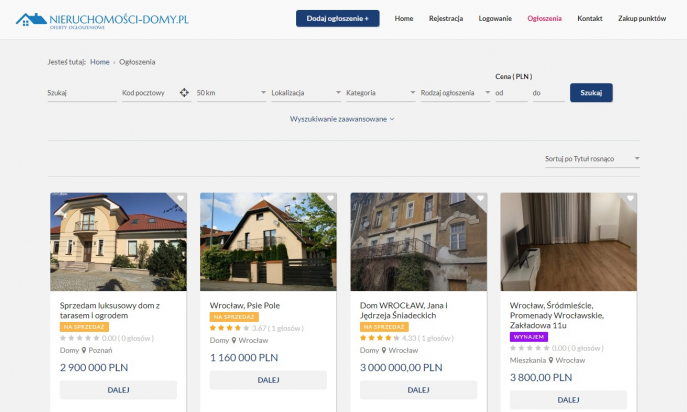 NIERUCHOMOŚCI-DOMY.PL
OFERTY OGŁOSZENIOWE
Dodaj ogłoszenie +
Home
Rejestracja
Logowanie
Ogłoszenia
Kontakt
Zakup punktów
Jesteś tutaj: Home › Ogłoszenia
Cena ( PLN )
Szukaj
Kod pocztowy
50 km
Lokalizacja
Kategoria
Rodzaj ogłoszenia
od
do
Szukaj
Wyszukiwanie zaawansowane
Sortuj po Tytuł rosnąco
Sprzedam luksusowy dom z
tarasem i ogrodem
NA SPRZEDAŻ
0.00 ( 0 głosów )
Domy Poznań
2 900 000 PLN
DALEJ
Wrocław, Psie Pole
NA SPRZEDAŻ
3.67 ( 1 głosów )
Domy Wrocław
1 160 000 PLN
DALEJ
Dom WROCŁAW, Jana i
Jędrzeja Śniadeckich
NA SPRZEDAŻ
4.33 ( 1 głosów )
Domy Wrocław
3 000 000,00 PLN
DALEJ
Wrocław, Śródmieście,
Promenady Wrocławskie,
Zakładowa 11u
WYNAJEM
0.00 ( 0 głosów )
Mieszkania Wrocław
3 800,00 PLN
DALEJ